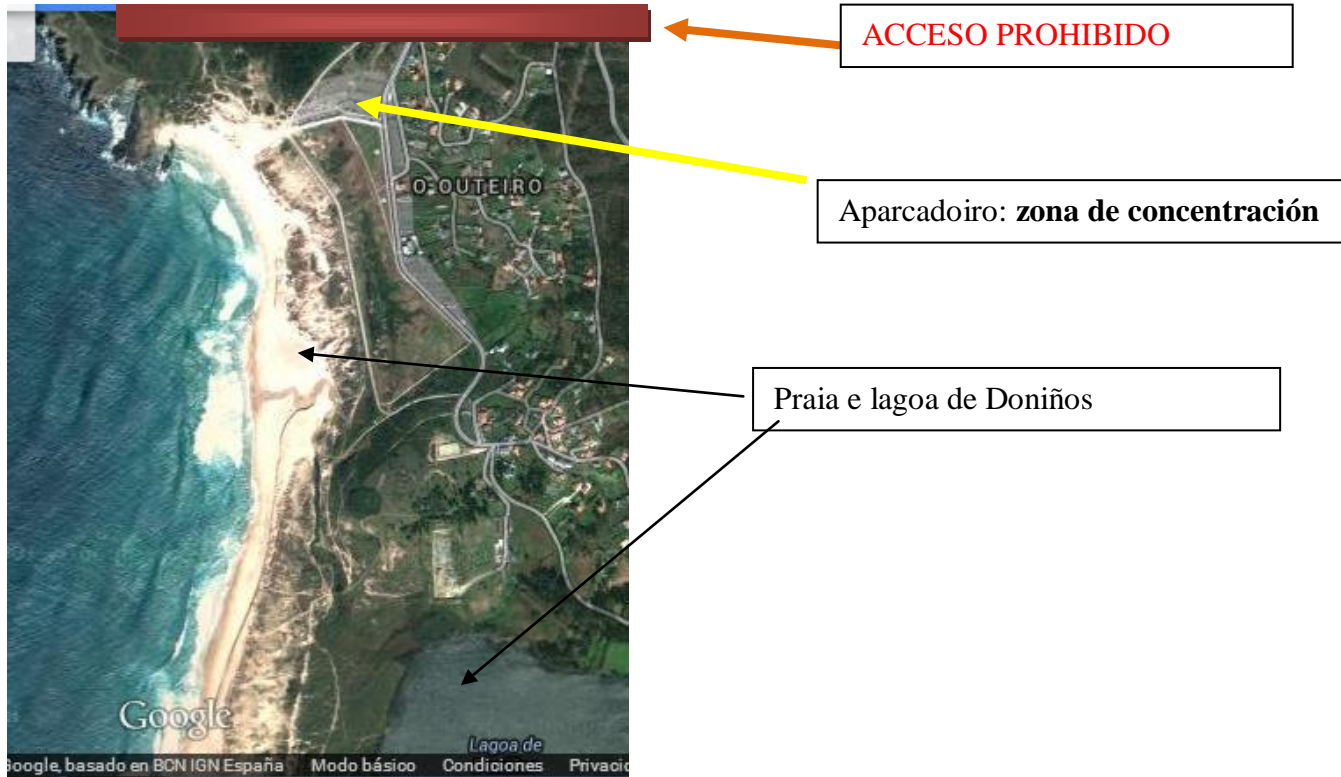 ACCESO PROHIBIDO
O OUTEIRO
Aparcadoiro: zona de concentración
Praia e lagoa de Doniños
Google
Lagoa de
Google, basado en BCN IGN España Modo básico Condiciones Privacid